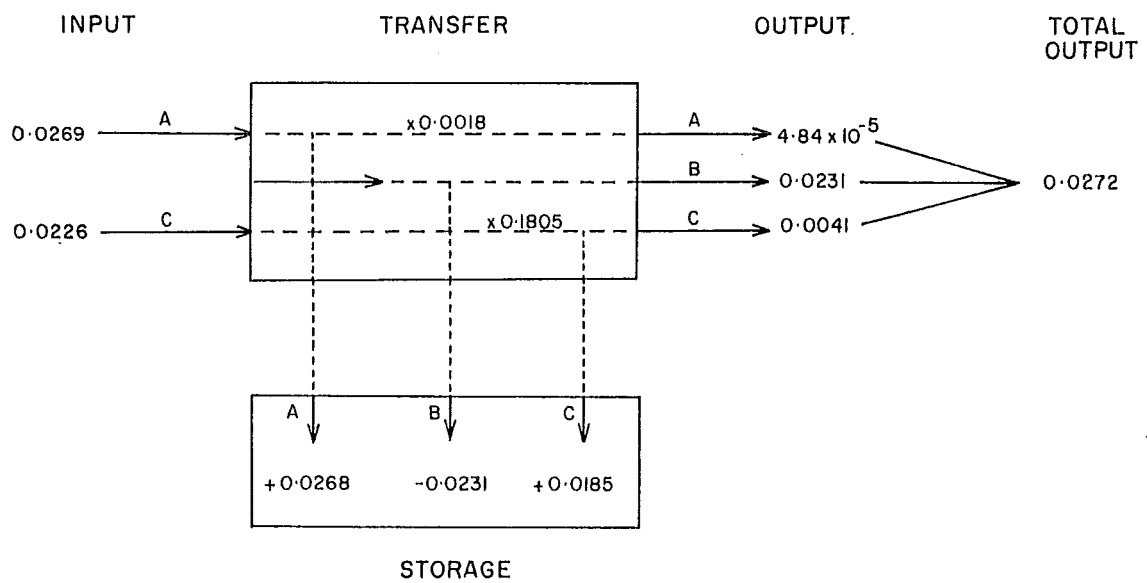 INPUT TRANSFER OUTPUT. TOTAL OUTPUT
A ×0·0018 A
0·0269 4·84 × 10⁻⁵
B
0·0231 0·0272
C ×0·1805 C
0·0226 0·0041
A B C
+0·0268 -0·0231 +0·0185
STORAGE